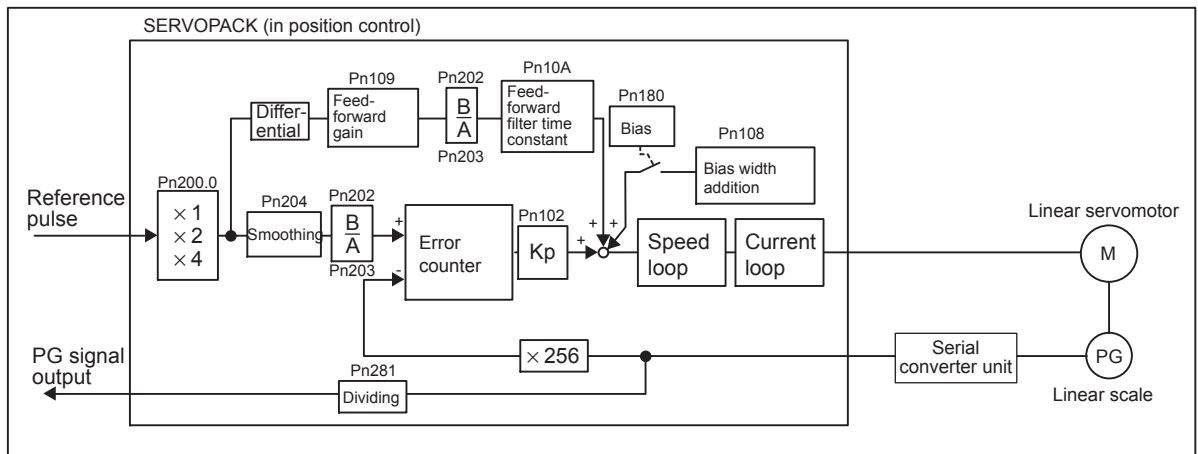 SERVOPACK (in position control)
Pn109
Pn202
Pn10A
Differ-
ential
Feed-
forward
gain
B
A
Pn203
Feed-
forward
filter time
constant
Pn180
Bias
Pn108
Bias width
addition
Reference
pulse
Pn200.0
× 1
× 2
× 4
Pn204
Smoothing
Pn202
B
A
Pn203
+
-
Error
counter
Pn102
Kp
+
+
+
Speed
loop
Current
loop
Linear servomotor
M
PG signal
output
Pn281
Dividing
× 256
Serial
converter unit
PG
Linear scale